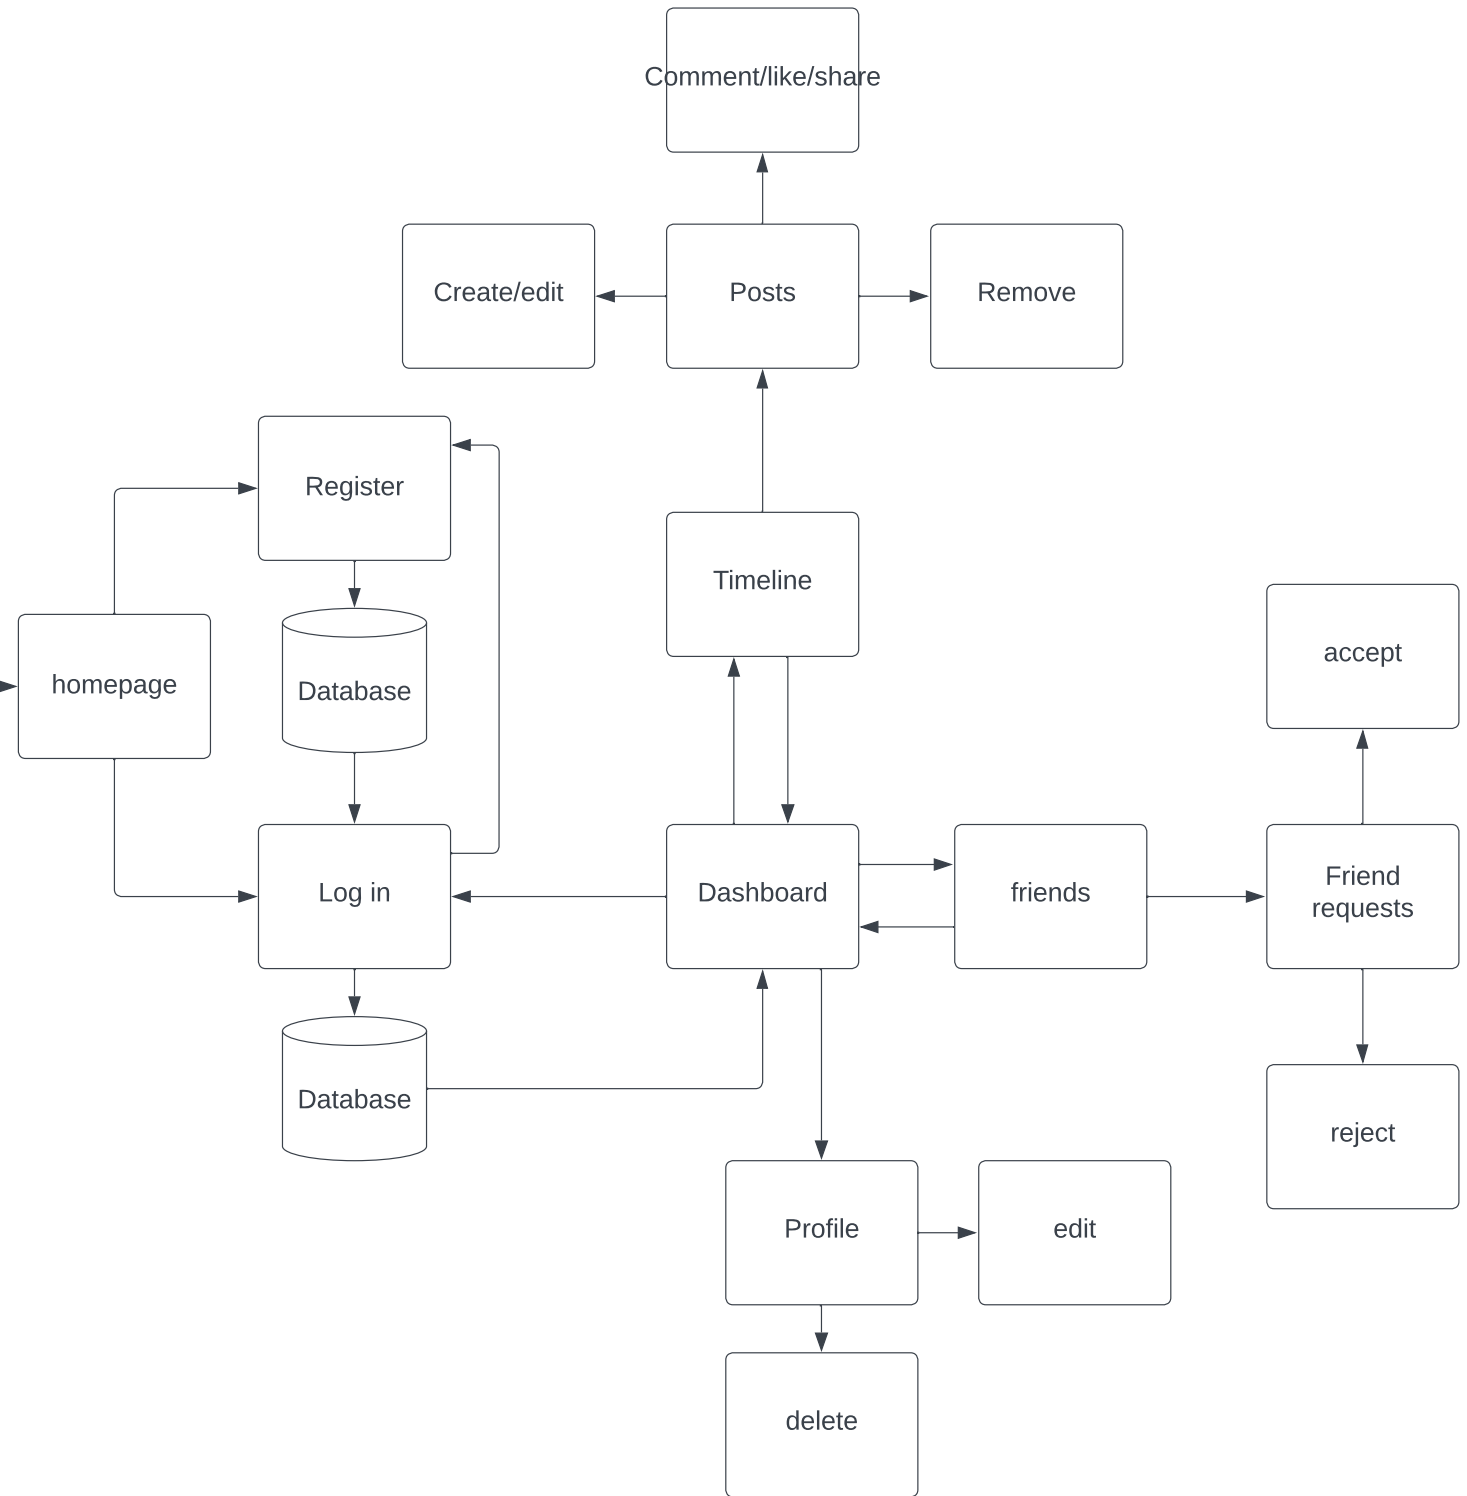 Comment/like/share
Create/edit
Posts
Remove
Register
Timeline
homepage
Database
accept
Log in
Dashboard
friends
Friend
requests
Database
reject
Profile
edit
delete